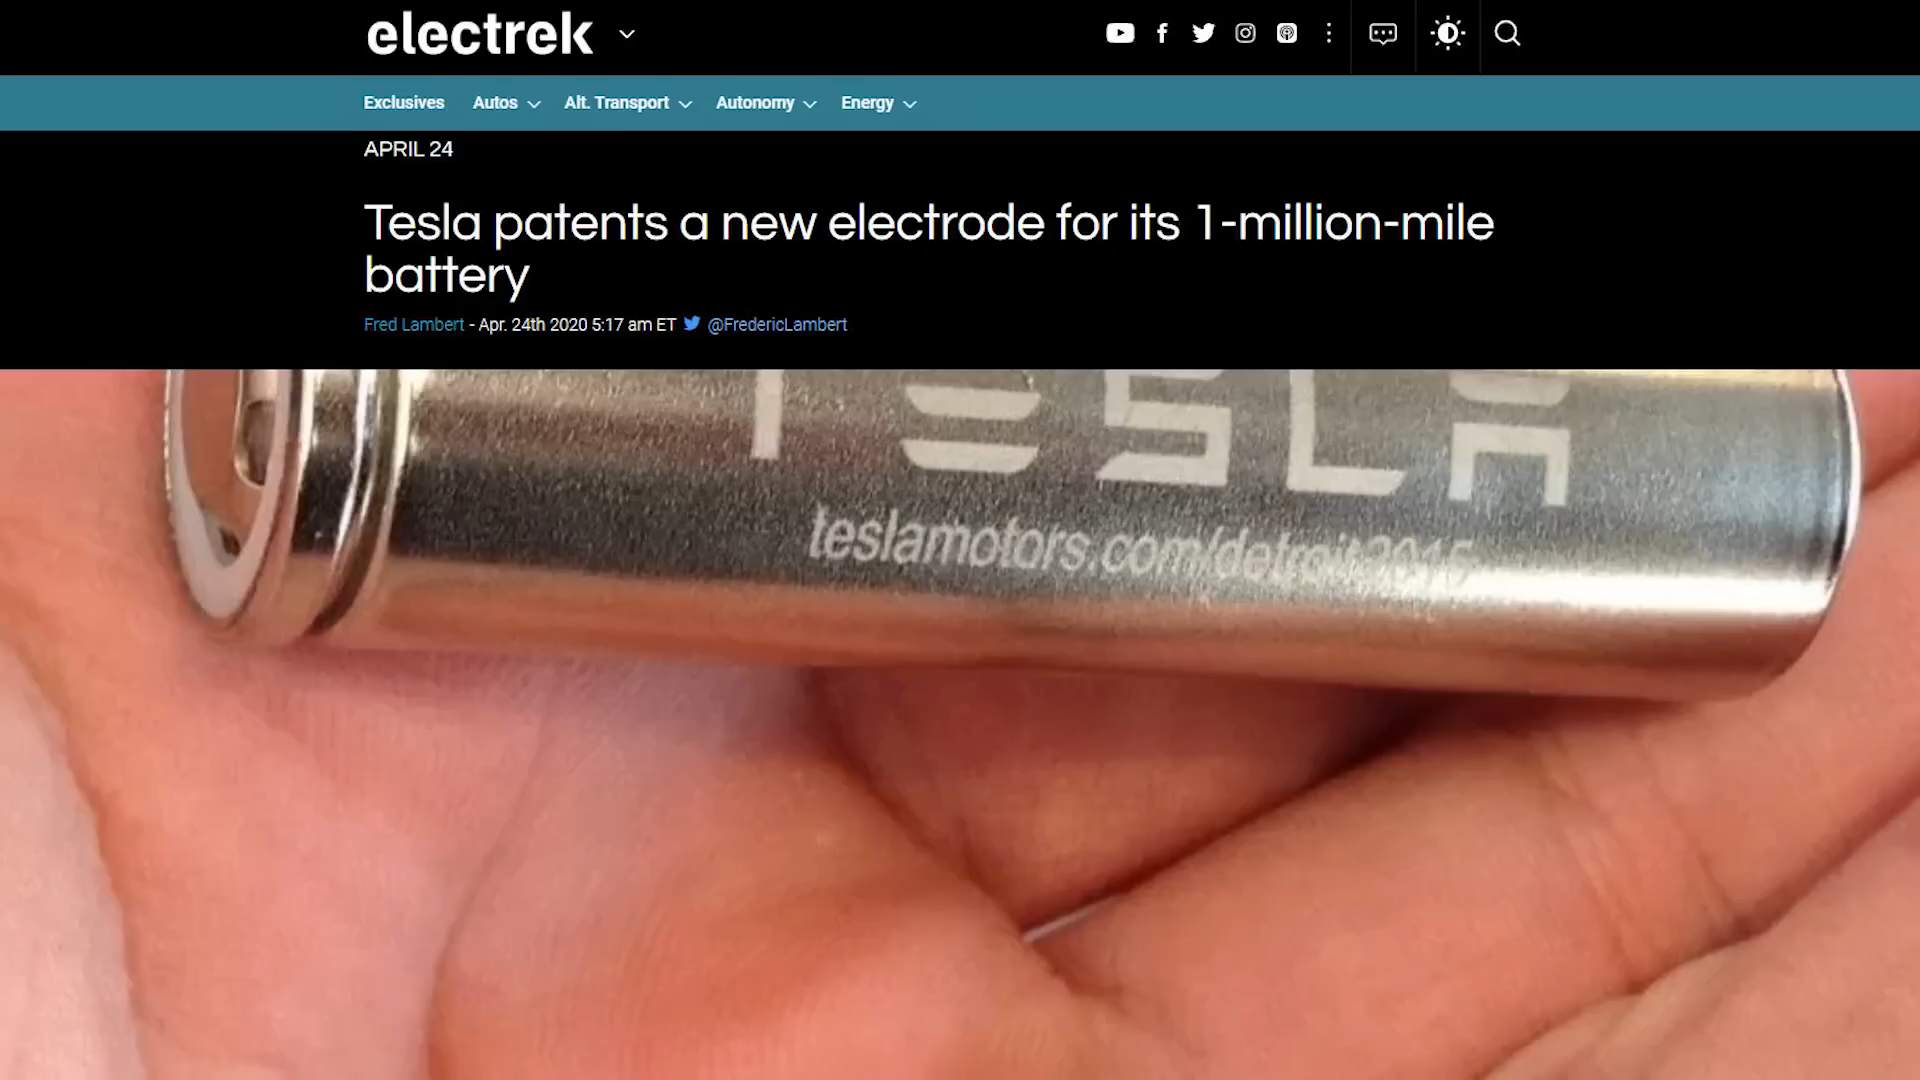 electrek
Exclusives Autos Alt. Transport Autonomy Energy
APRIL 24
Tesla patents a new electrode for its 1-million-mile
battery
Fred Lambert - Apr. 24th 2020 5:17 am ET @FredericLambert
TESLA
teslamotors.com/detroit2015